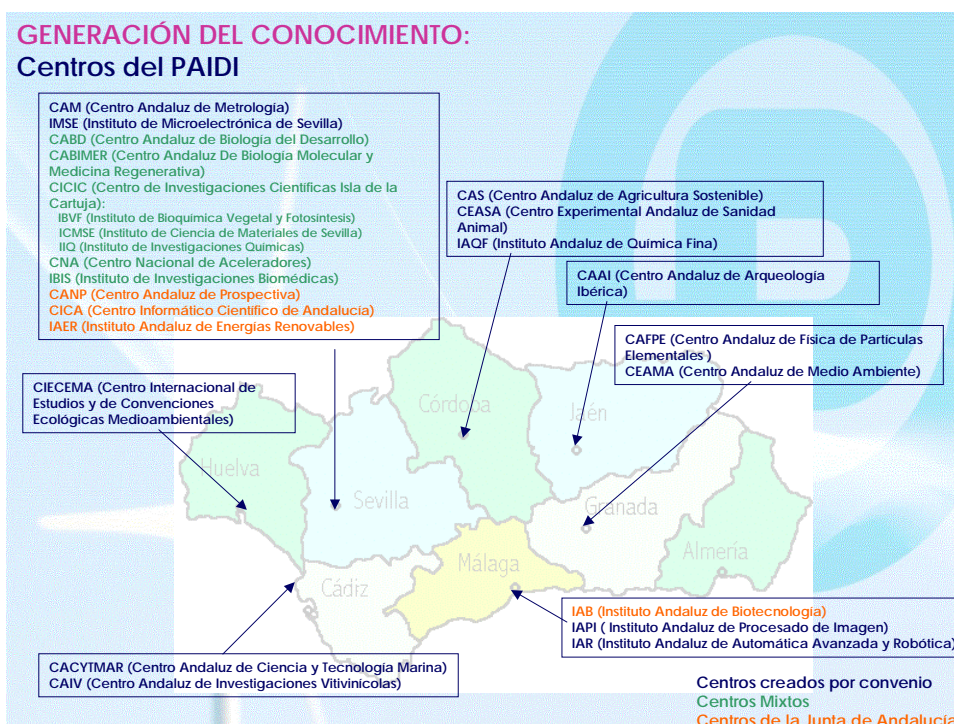 GENERACIÓN DEL CONOCIMIENTO:
Centros del PAIDI
CAM (Centro Andaluz de Metrología)
IMSE (Instituto de Microelectrónica de Sevilla)
CABD (Centro Andaluz de Biología del Desarrollo)
CABIMER (Centro Andaluz De Biología Molecular y
Medicina Regenerativa)
CICIC (Centro de Investigaciones Científicas Isla de la
Cartuja):
IBVF (Instituto de Bioquímica Vegetal y Fotosíntesis)
ICMSE (Instituto de Ciencia de Materiales de Sevilla)
IIQ (Instituto de Investigaciones Químicas)
CNA (Centro Nacional de Aceleradores)
IBIS (Instituto de Investigaciones Biomédicas)
CANP (Centro Andaluz de Prospectiva)
CICA (Centro Informático Científico de Andalucía)
IAER (Instituto Andaluz de Energías Renovables)
CAS (Centro Andaluz de Agricultura Sostenible)
CEASA (Centro Experimental Andaluz de Sanidad
Animal)
IAQF (Instituto Andaluz de Química Fina)
CAAI (Centro Andaluz de Arqueología
Ibérica)
CAFPE (Centro Andaluz de Física de Partículas
Elementales )
CEAMA (Centro Andaluz de Medio Ambiente)
CIECEMA (Centro Internacional de
Estudios y de Convenciones
Ecológicas Medioambientales)
Córdoba
Jaén
Huelva
Sevilla
Granada
Málaga
Almería
Cádiz
IAB (Instituto Andaluz de Biotecnología)
IAPI ( Instituto Andaluz de Procesado de Imagen)
IAR (Instituto Andaluz de Automática Avanzada y Robótica)
CACYTMAR (Centro Andaluz de Ciencia y Tecnología Marina)
CAIV (Centro Andaluz de Investigaciones Vitivinícolas)
Centros creados por convenio
Centros Mixtos
Centros de la Junta de Andalucía